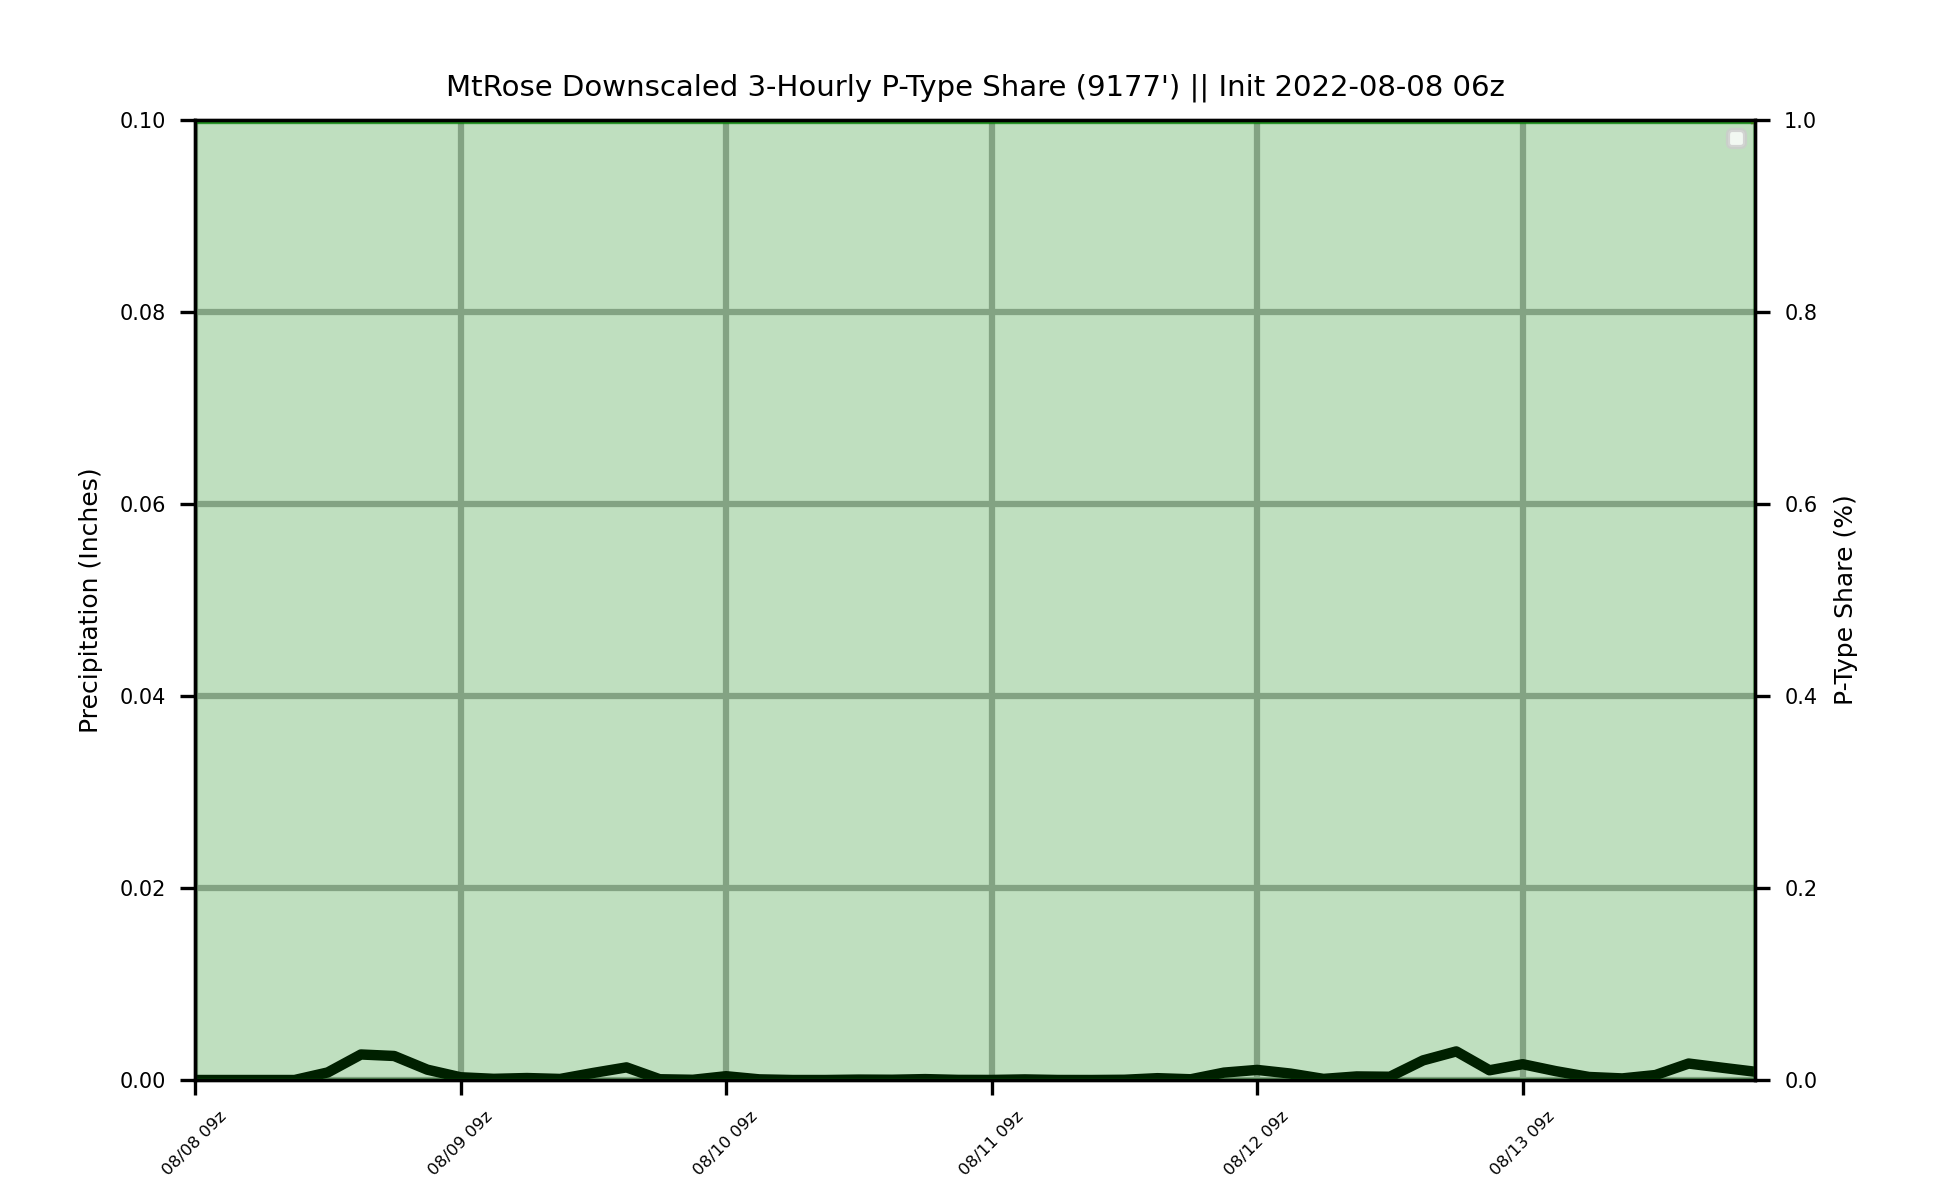 MtRose Downscaled 3-Hourly P-Type Share (9177') || Init 2022-08-08 06z
Precipitation (Inches)
0.10
0.08
0.06
0.04
0.02
0.00
1.0
0.8
0.6
0.4
0.2
0.0
P-Type Share (%)
08/08 09z
08/09 09z
08/10 09z
08/11 09z
08/12 09z
08/13 09z